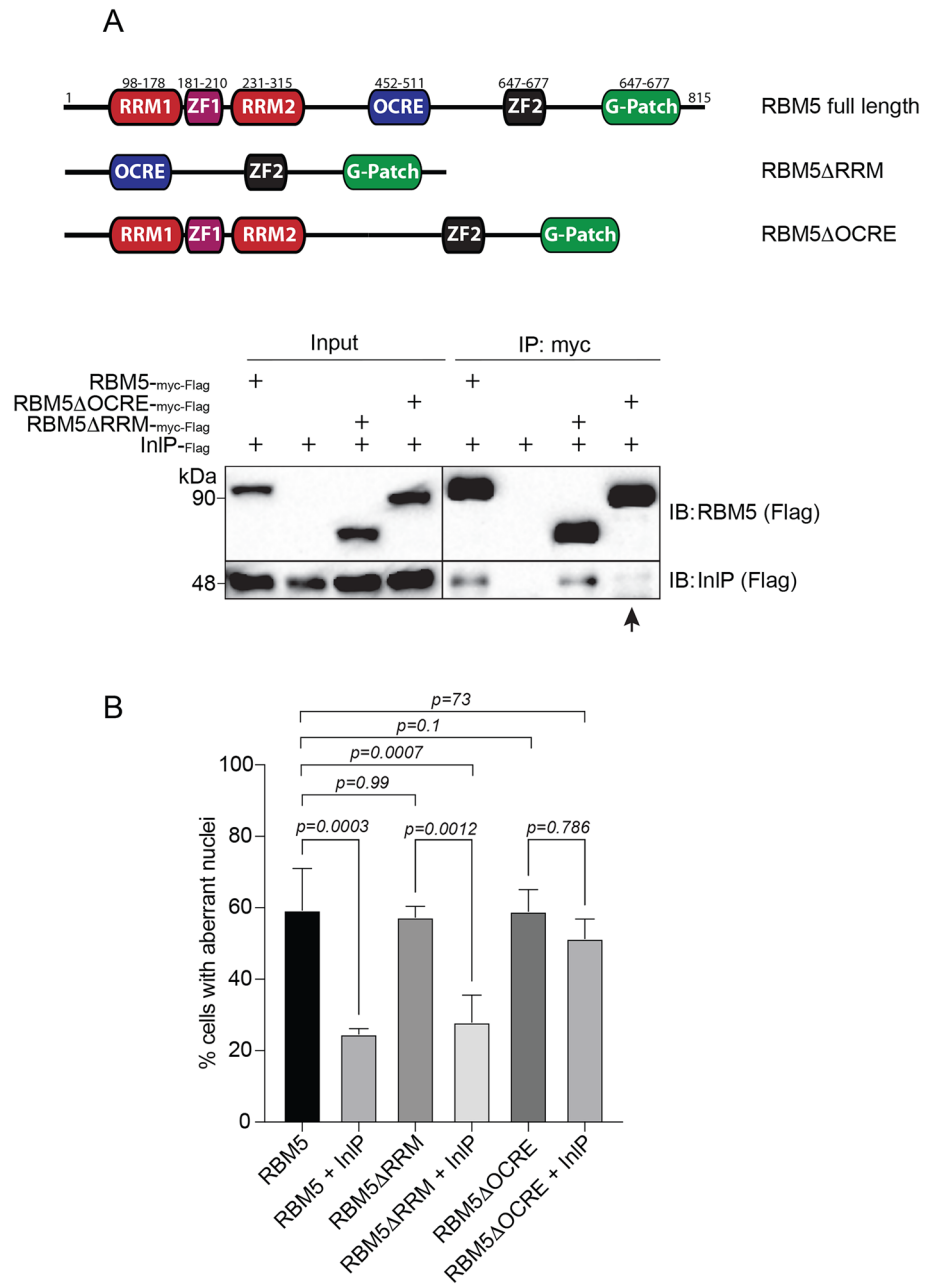 A
98-178 181-210 231-315 452-511 647-677 647-677
1 RRM1 ZF1 RRM2 OCRE ZF2 G-Patch 815 RBM5 full length
OCRE ZF2 G-Patch RBM5ΔRRM
RRM1 ZF1 RRM2 ZF2 G-Patch RBM5ΔOCRE
Input IP: myc
RBM5-myc-Flag + +
RBM5ΔOCRE-myc-Flag + +
RBM5ΔRRM-myc-Flag + +
InlP-Flag + + + + + + + +
kDa
90 IB:RBM5 (Flag)
48 IB:InlP (Flag)
B
p=73
p=0.1
p=0.0007
p=0.99
p=0.0003 p=0.0012 p=0.786
% cells with aberrant nuclei
100
80
60
40
20
0
RBM5
RBM5 + InlP
RBM5ΔRRM
RBM5ΔRRM + InlP
RBM5ΔOCRE
RBM5ΔOCRE + InlP